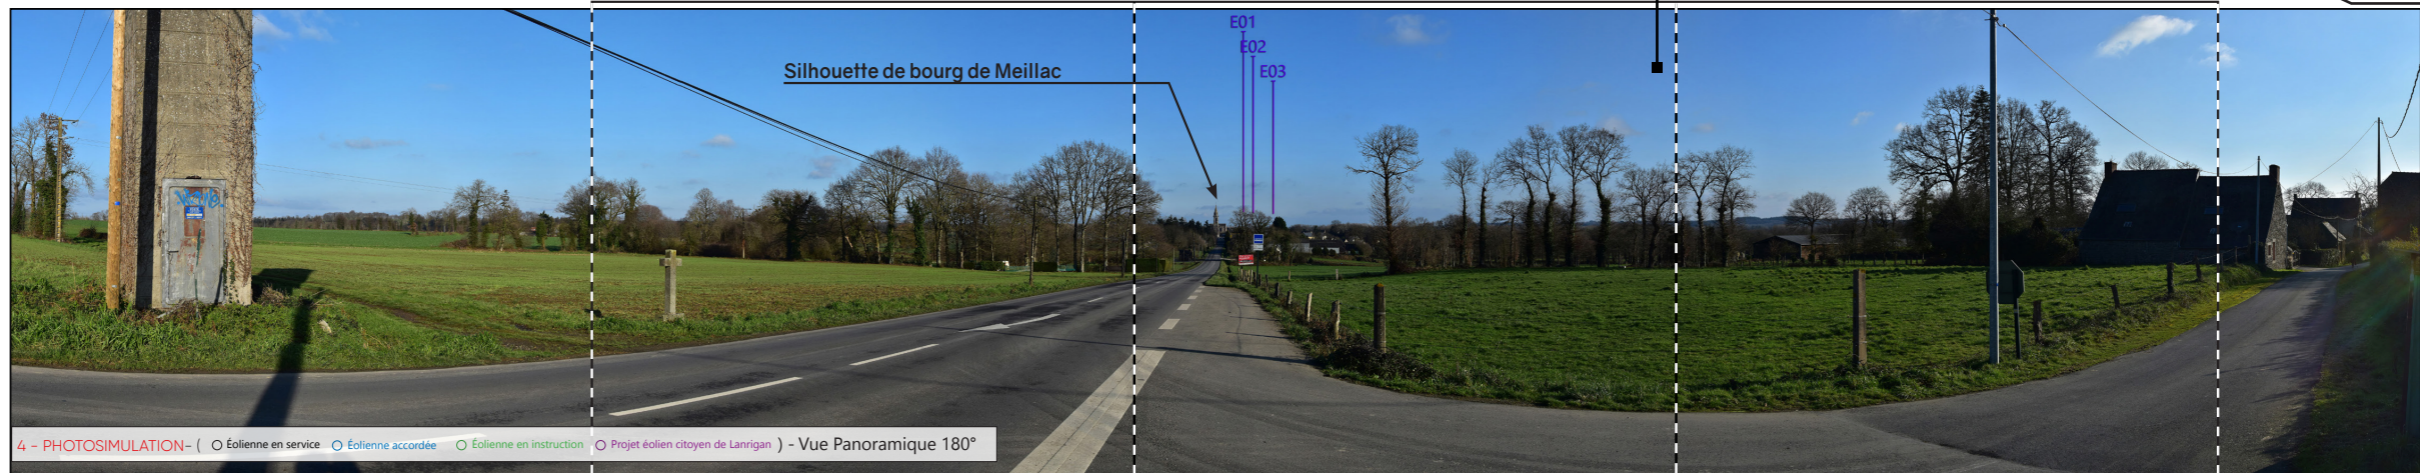 E01
E02
Silhouette de bourg de Meillac
E03
4 - PHOTOSIMULATION- ( Éolienne en service Éolienne accordée Éolienne en instruction Projet éolien citoyen de Lanrigan ) - Vue Panoramique 180°